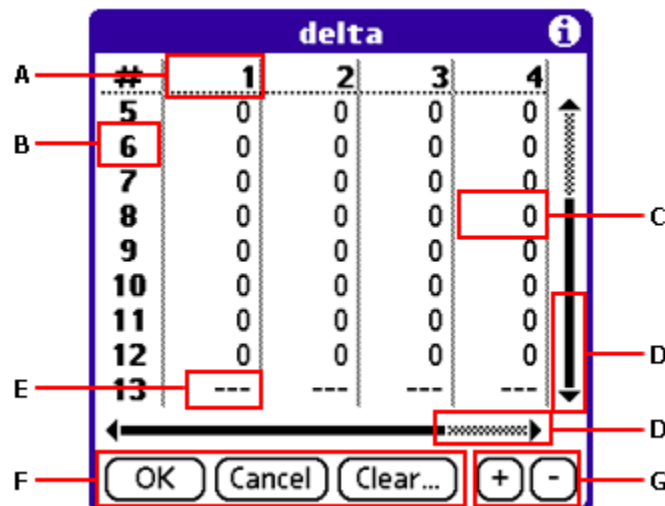 delta i
A # 1 2 3 4
5 0 0 0 0
B 6 0 0 0 0
7 0 0 0 0
8 0 0 0 0 C
9 0 0 0 0
10 0 0 0 0
11 0 0 0 0
12 0 0 0 0 D
E 13 --- --- --- ---
D
F OK Cancel Clear... + - G